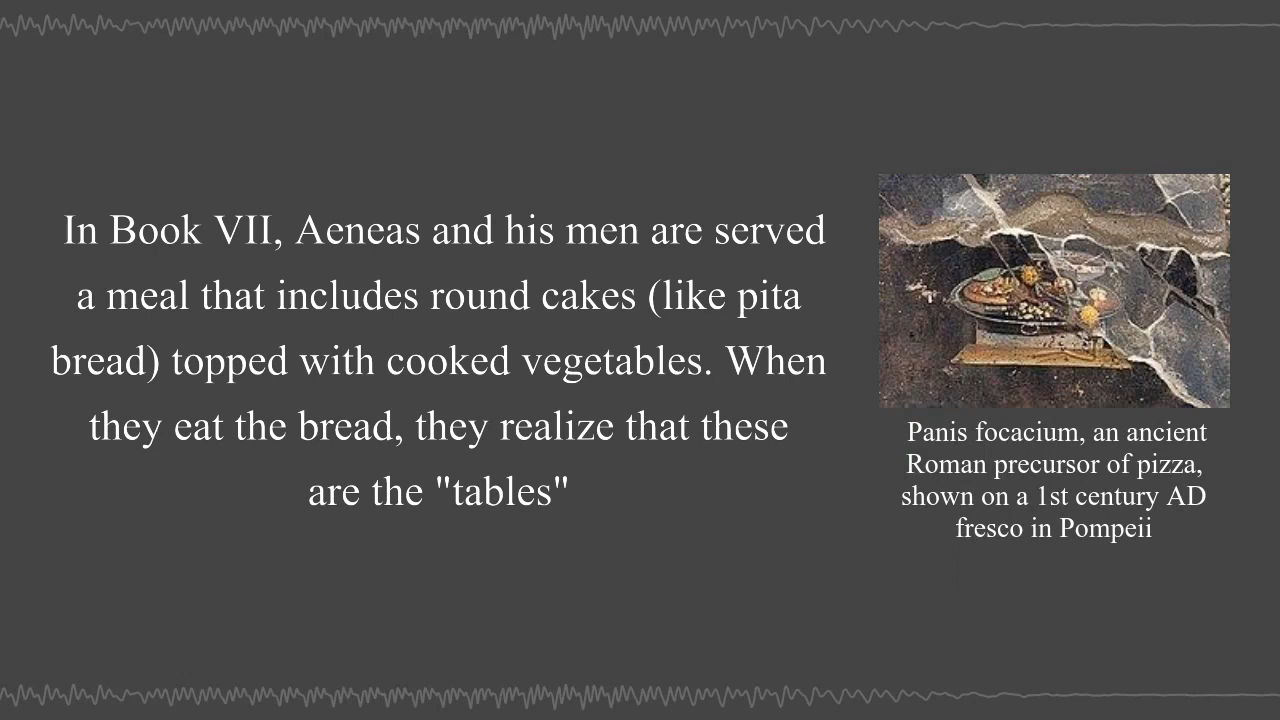 In Book VII, Aeneas and his men are served
a meal that includes round cakes (like pita
bread) topped with cooked vegetables. When
they eat the bread, they realize that these
are the "tables"
Panis focacium, an ancient
Roman precursor of pizza,
shown on a 1st century AD
fresco in Pompeii